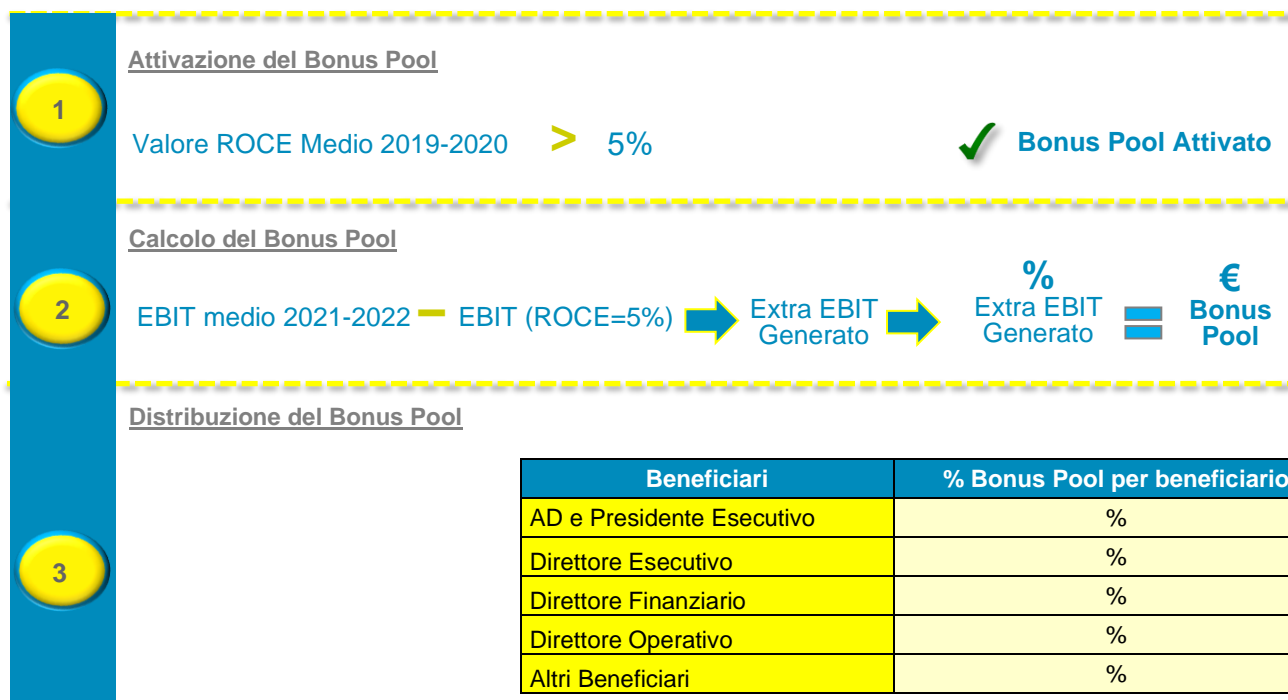 Attivazione del Bonus Pool
1
Valore ROCE Medio 2019-2020 > 5%
Bonus Pool Attivato
Calcolo del Bonus Pool
2
EBIT medio 2021-2022 – EBIT (ROCE=5%)
Extra EBIT
Generato
%
Extra EBIT
Generato
=
€
Bonus
Pool
Distribuzione del Bonus Pool
3
Beneficiari % Bonus Pool per beneficiario
AD e Presidente Esecutivo %
Direttore Esecutivo %
Direttore Finanziario %
Direttore Operativo %
Altri Beneficiari %